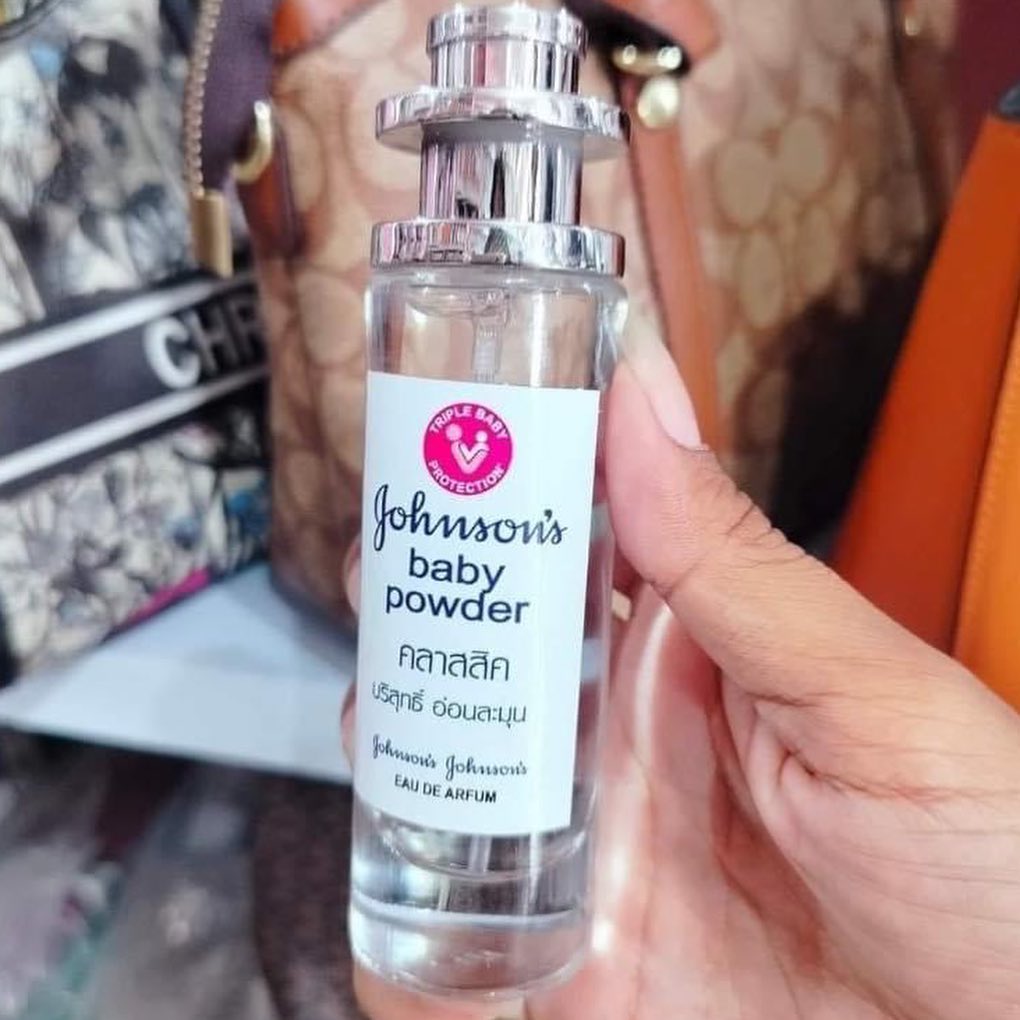 TRIPLE BABY
PROTECTION
Johnson's
baby
powder
คลาสสิค
บริสุทธิ์ อ่อนละมุน
Johnson's Johnson's
EAU DE ARFUM
CHR